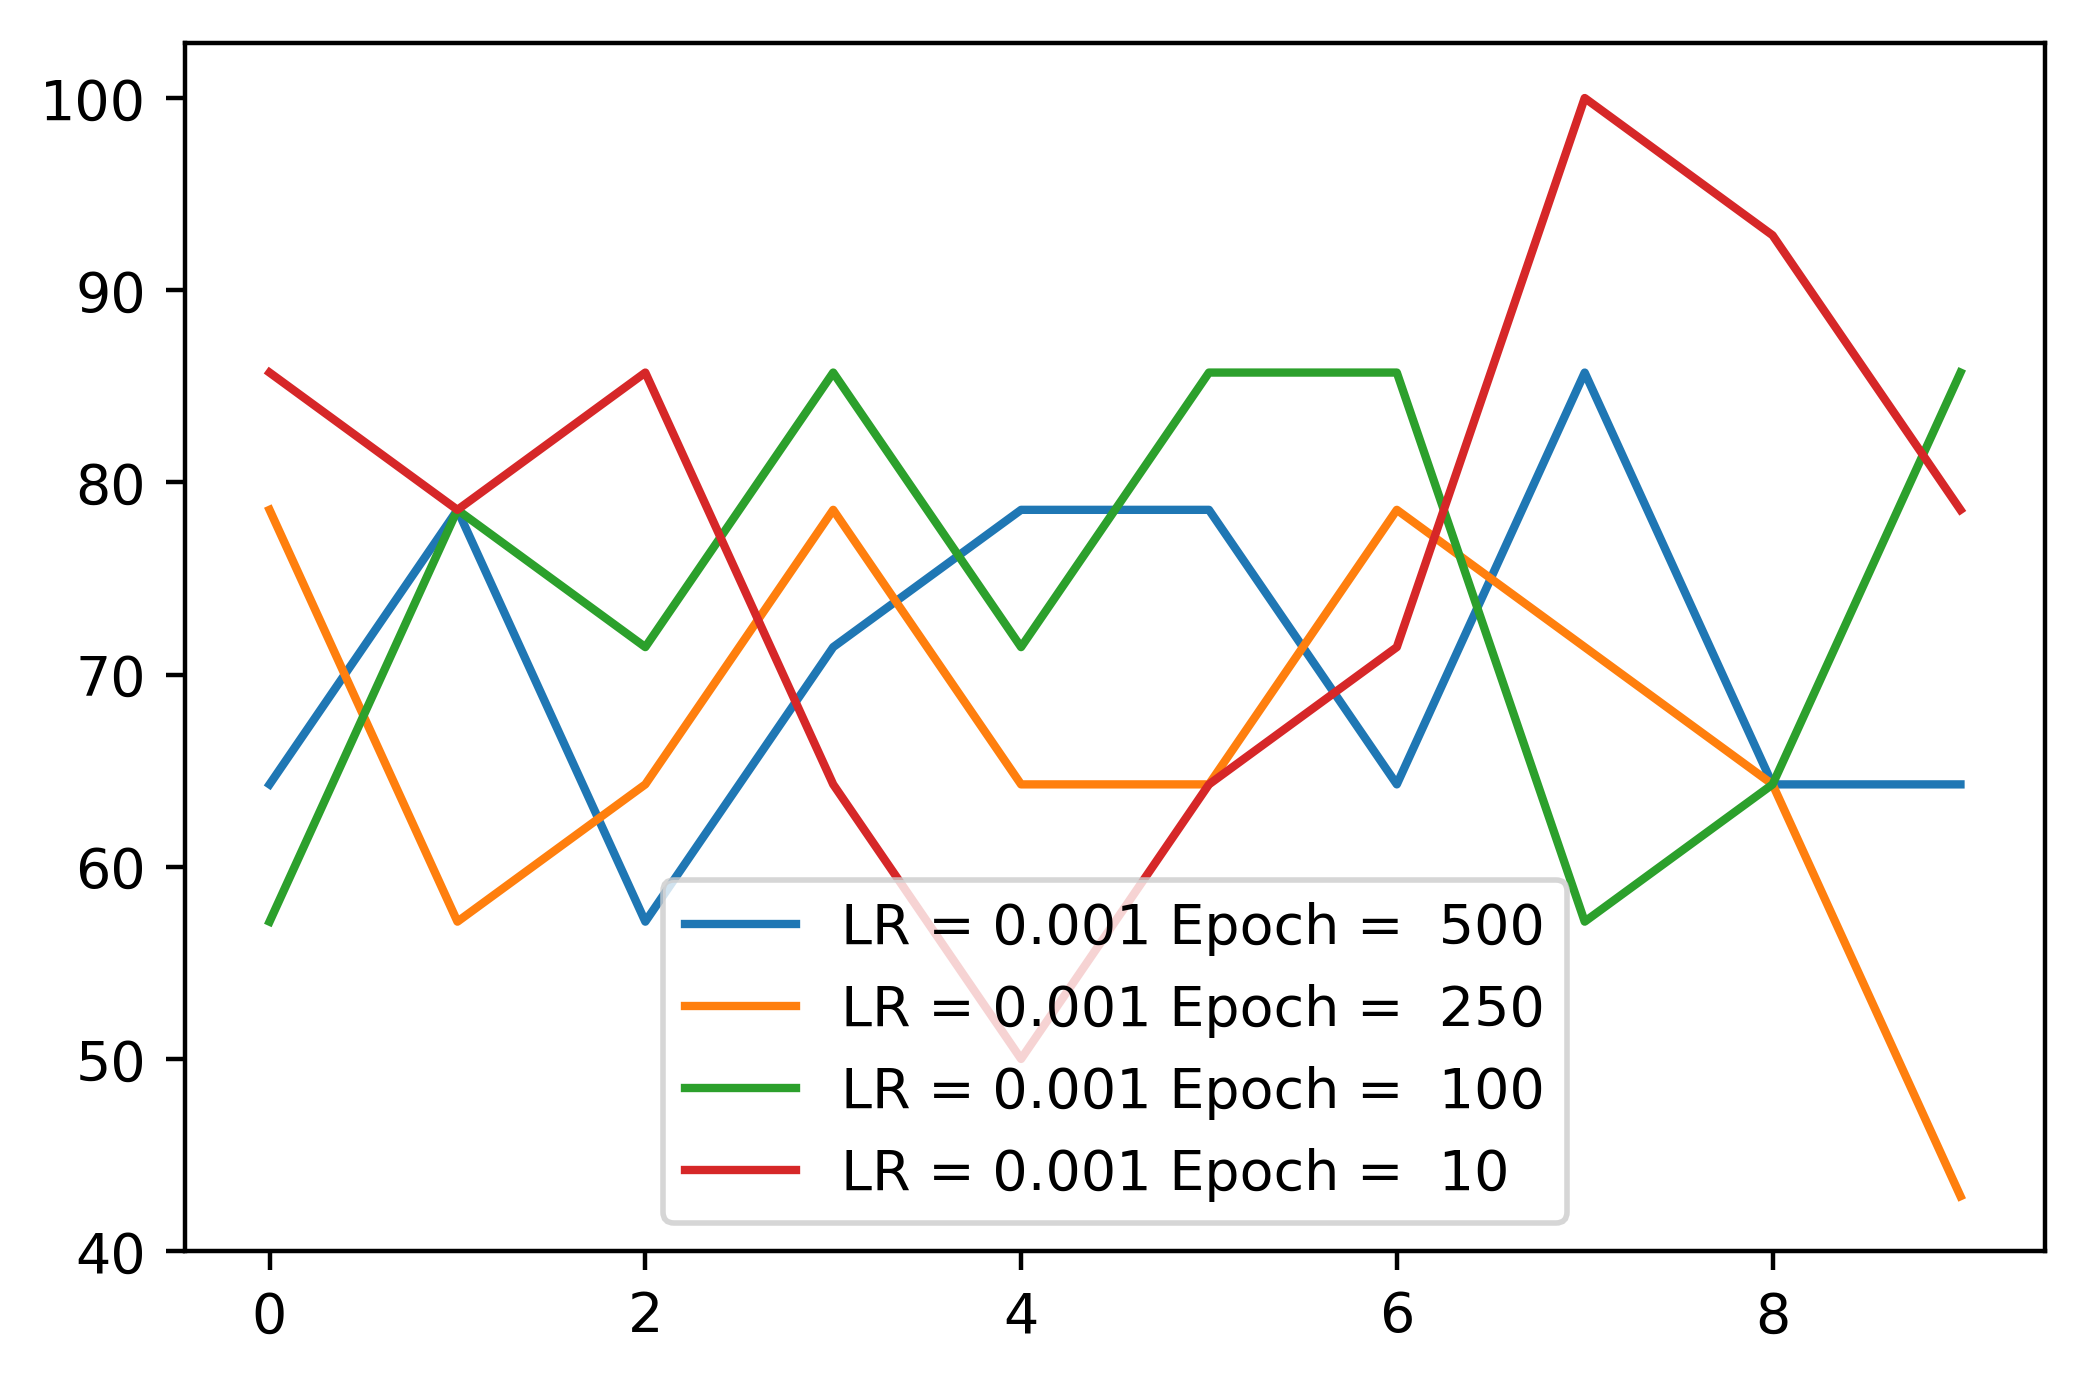 100
90
80
70
60
50
40
LR = 0.001 Epoch =  500
LR = 0.001 Epoch =  250
LR = 0.001 Epoch =  100
LR = 0.001 Epoch =  10
0 2 4 6 8